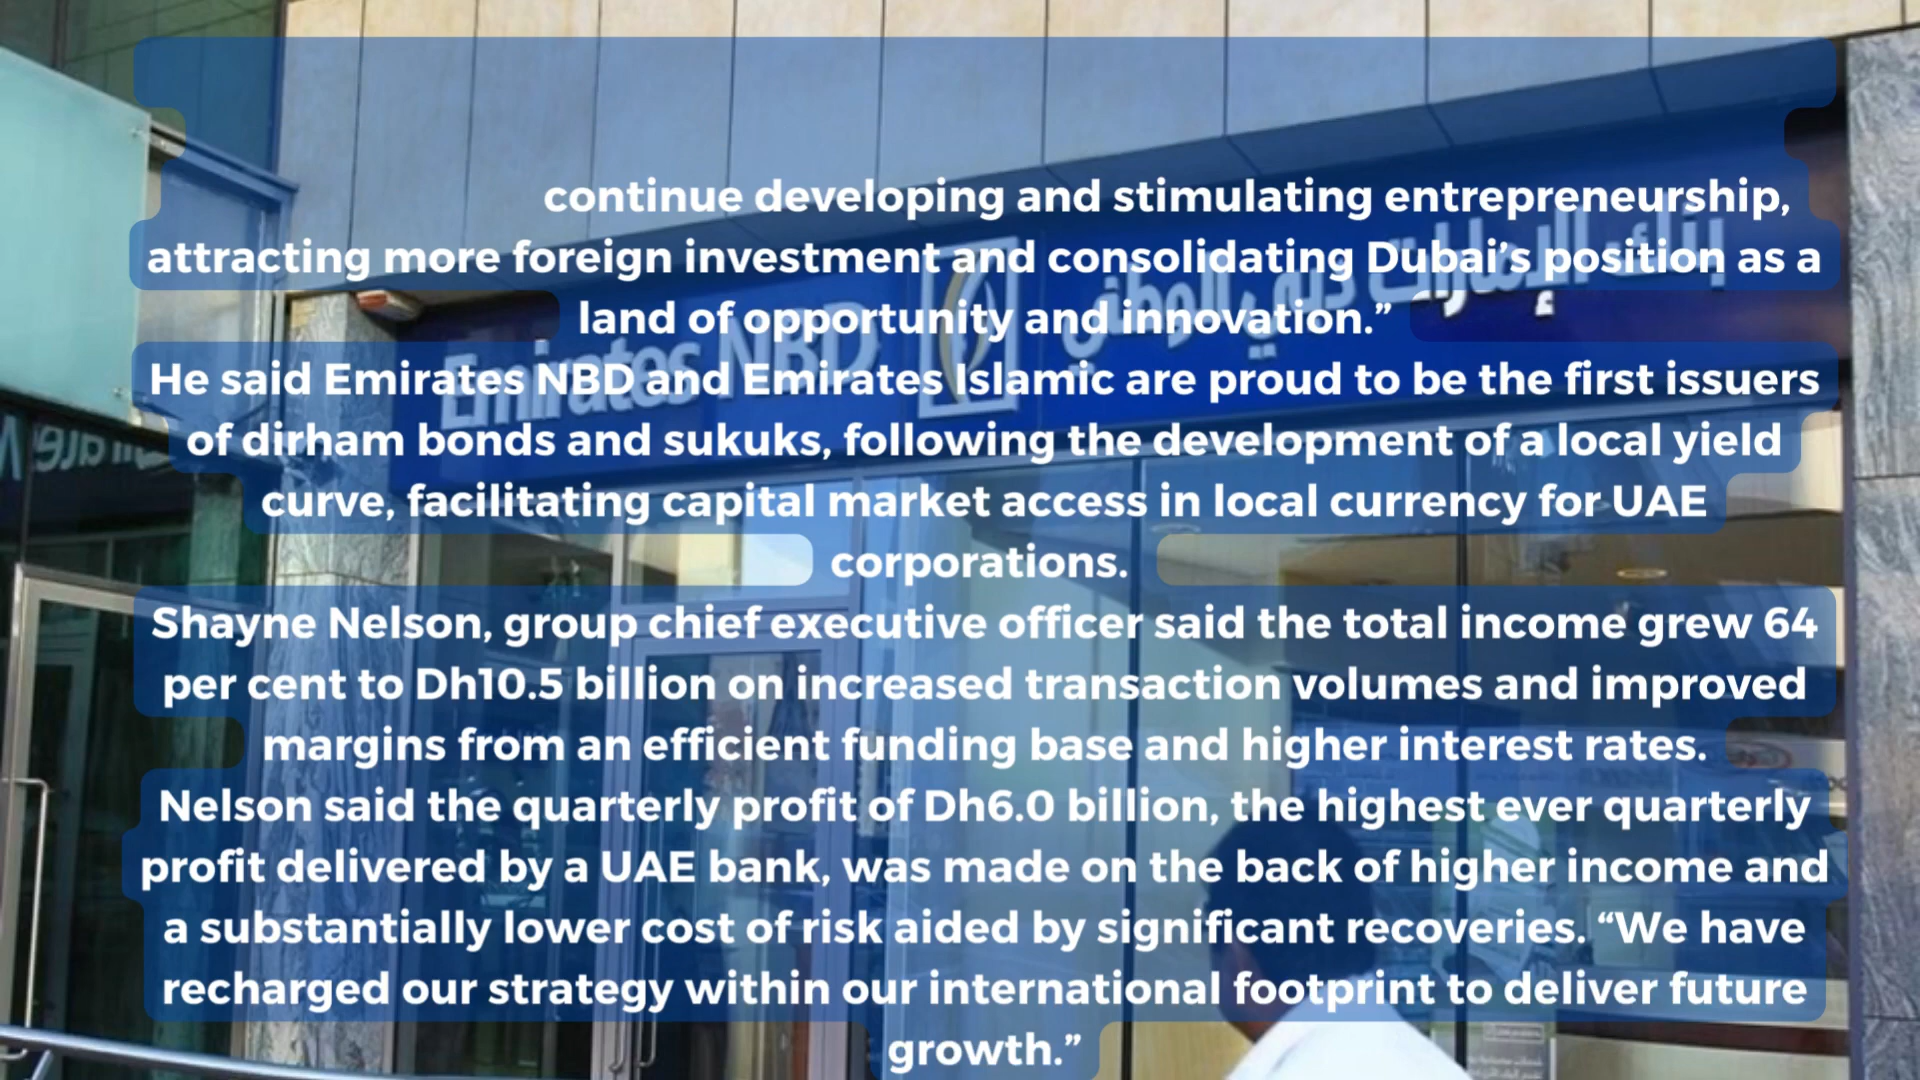 continue developing and stimulating entrepreneurship,
attracting more foreign investment and consolidating Dubai’s position as a
land of opportunity and innovation.”
He said Emirates NBD and Emirates Islamic are proud to be the first issuers
of dirham bonds and sukuks, following the development of a local yield
curve, facilitating capital market access in local currency for UAE
corporations.
Shayne Nelson, group chief executive officer said the total income grew 64
per cent to Dh10.5 billion on increased transaction volumes and improved
margins from an efficient funding base and higher interest rates.
Nelson said the quarterly profit of Dh6.0 billion, the highest ever quarterly
profit delivered by a UAE bank, was made on the back of higher income and
a substantially lower cost of risk aided by significant recoveries. “We have
recharged our strategy within our international footprint to deliver future
growth.”
بنك الإمارات دبي الوطني
Emirates NBD